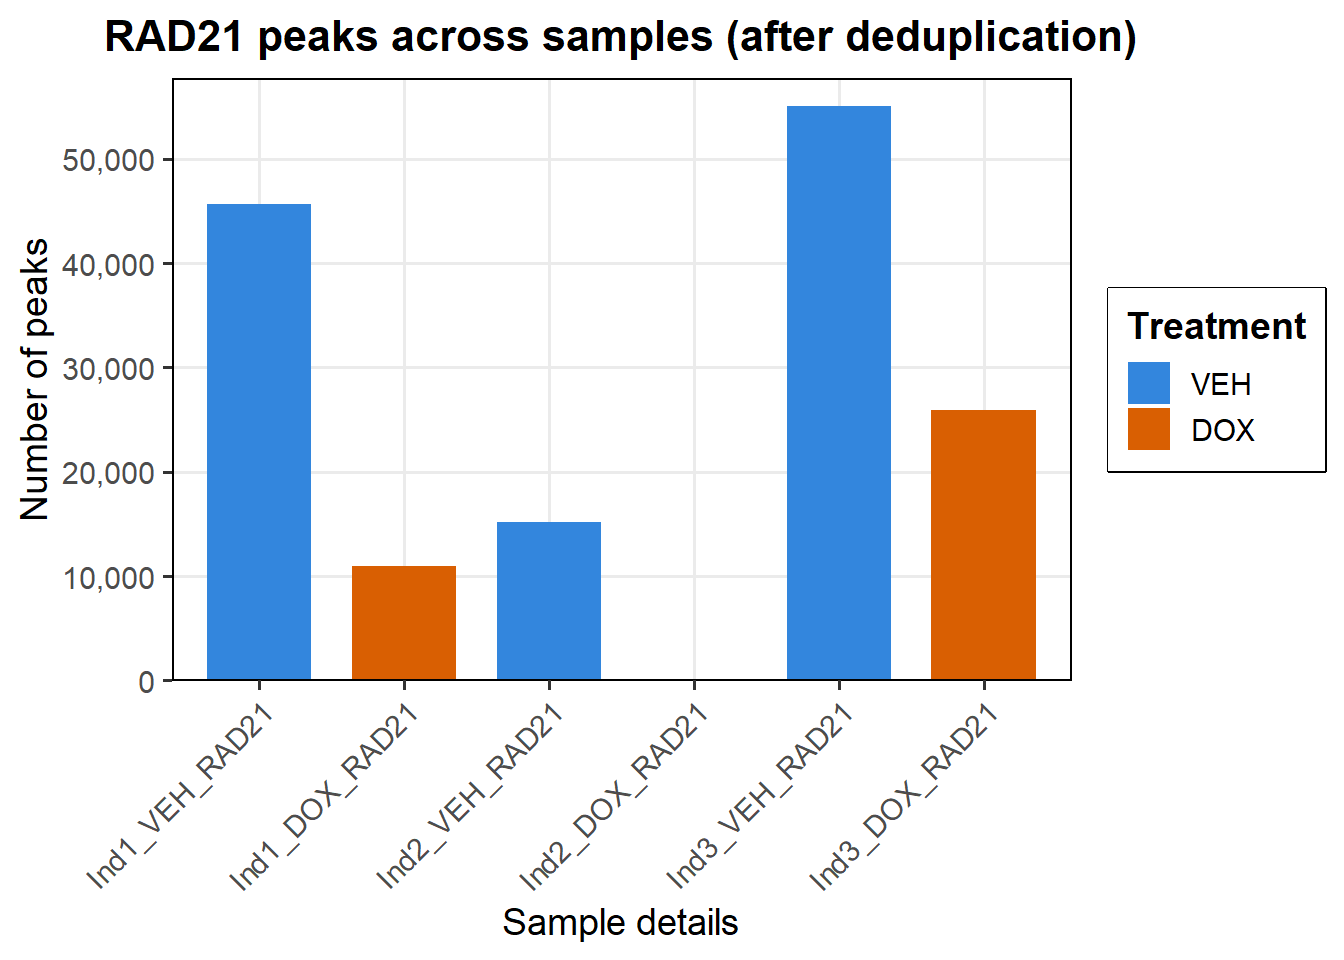 RAD21 peaks across samples (after deduplication)
Number of peaks
50,000
40,000
30,000
20,000
10,000
0
Ind1_VEH_RAD21
Ind1_DOX_RAD21
Ind2_VEH_RAD21
Ind2_DOX_RAD21
Ind3_VEH_RAD21
Ind3_DOX_RAD21
Sample details
Treatment
VEH
DOX